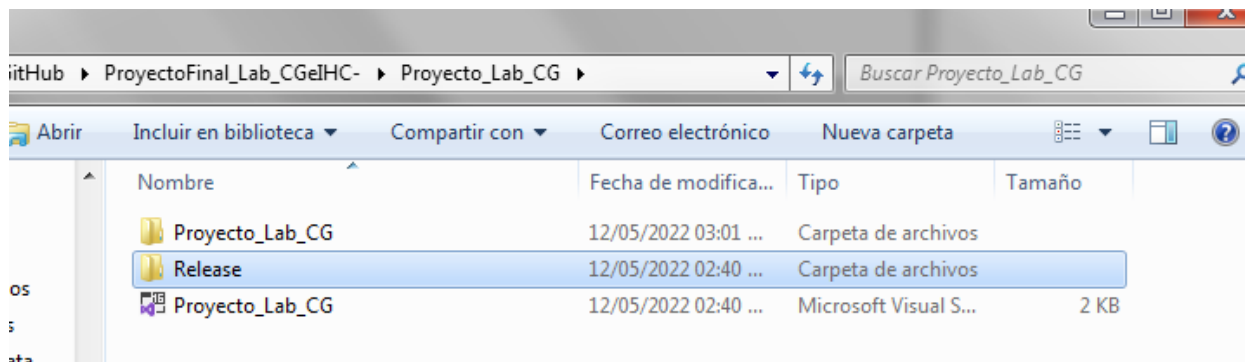 itHub ▸ ProyectoFinal_Lab_CGeIHC- ▸ Proyecto_Lab_CG ▸ Buscar Proyecto_Lab_CG
Abrir Incluir en biblioteca ▼ Compartir con ▼ Correo electrónico Nueva carpeta
Nombre Fecha de modifica... Tipo Tamaño
Proyecto_Lab_CG 12/05/2022 03:01 ... Carpeta de archivos
Release 12/05/2022 02:40 ... Carpeta de archivos
os
Proyecto_Lab_CG 12/05/2022 02:40 ... Microsoft Visual S... 2 KB